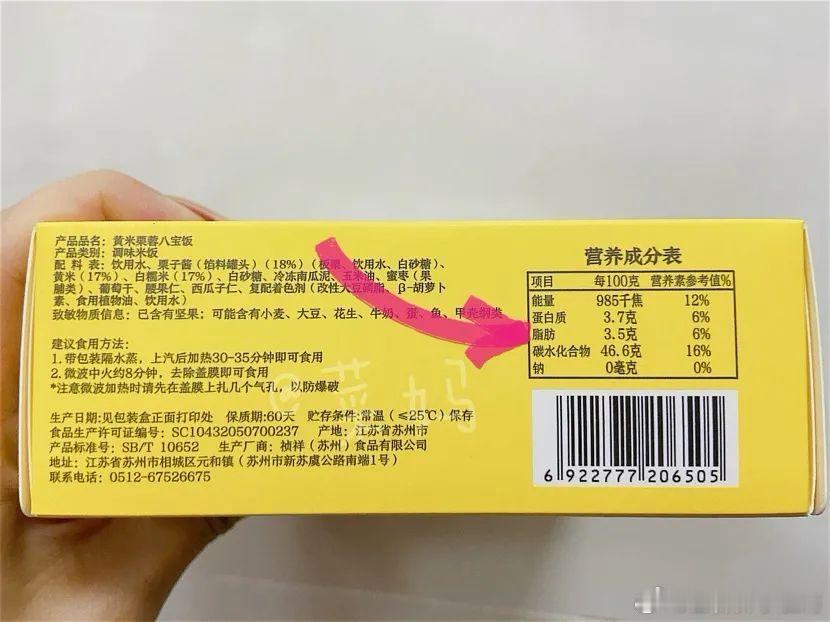 产品品名：黄米栗蓉八宝饭
产品类别：调味米饭
配 料 表：饮用水、栗子酱（馅料罐头）（18%）（板栗、饮用水、白砂糖）、
黄米（17%）、白糯米（17%）、白砂糖、冷冻南瓜泥、玉米油、蜜枣（果
脯类）、葡萄干、腰果仁、西瓜子仁、复配着色剂（改性大豆磷脂、β-胡萝卜
素、食用植物油、饮用水）
致敏物质信息：已含有坚果；可能含有小麦、大豆、花生、牛奶、蛋、鱼、甲壳纲类
建议食用方法：
1.带包装隔水蒸，上汽后加热30-35分钟即可食用
2.微波中火约8分钟，去除盖膜即可食用
*注意微波加热时请先在盖膜上扎几个气孔，以防爆破
生产日期：见包装盒正面打印处 保质期：60天 贮存条件：常温（≤25℃）保存
食品生产许可证编号：SC10432050700237 产地：江苏省苏州市
产品标准号：SB/T 10652 生产厂商：祯祥（苏州）食品有限公司
地址：江苏省苏州市相城区元和镇（苏州市新苏虞公路南端1号）
联系电话：0512-67526675
营养成分表
项目 每100克 营养素参考值%
能量 985千焦 12%
蛋白质 3.7克 6%
脂肪 3.5克 6%
碳水化合物 46.6克 16%
钠 0毫克 0%
6 922777 206505
@菜妈